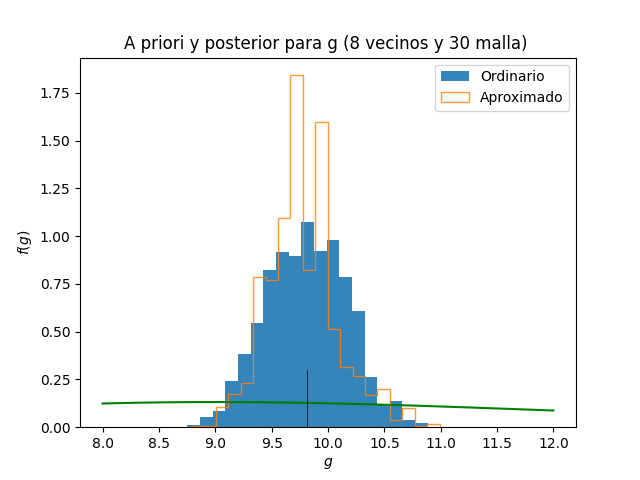 A priori y posterior para g (8 vecinos y 30 malla)
Ordinario
Aproximado
1.75
1.50
1.25
1.00
0.75
0.50
0.25
0.00
f(g)
8.0 8.5 9.0 9.5 10.0 10.5 11.0 11.5 12.0
g